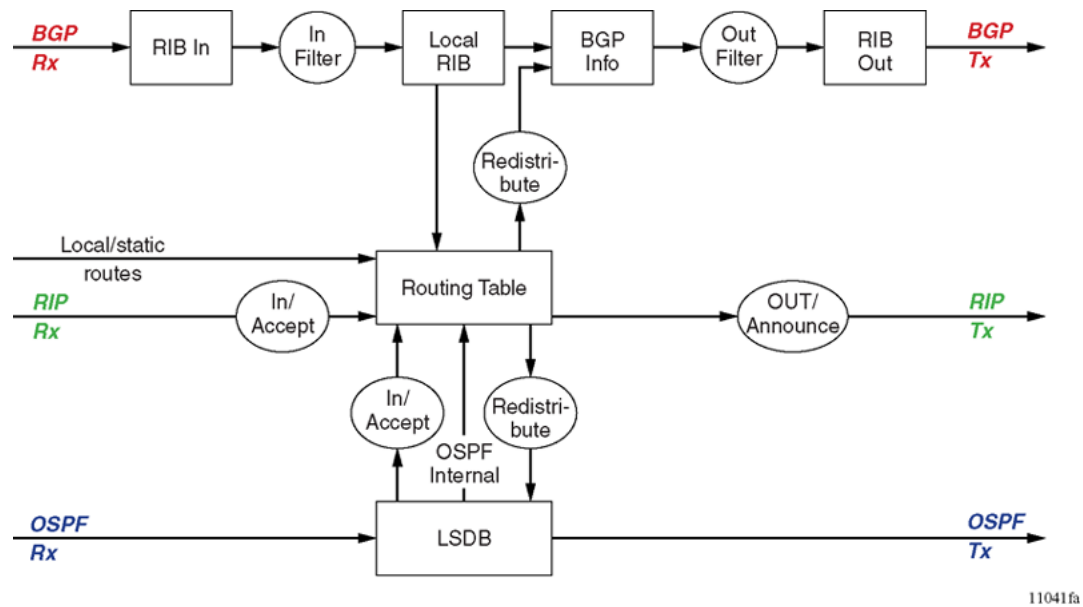 BGP
Rx
RIB In
In
Filter
Local
RIB
BGP
Info
Out
Filter
RIB
Out
BGP
Tx
Redistri-
bute
Local/static
routes
Routing Table
RIP
Rx
In/
Accept
OUT/
Announce
RIP
Tx
In/
Accept
Redistri-
bute
OSPF
Internal
OSPF
Rx
LSDB
OSPF
Tx
11041fa